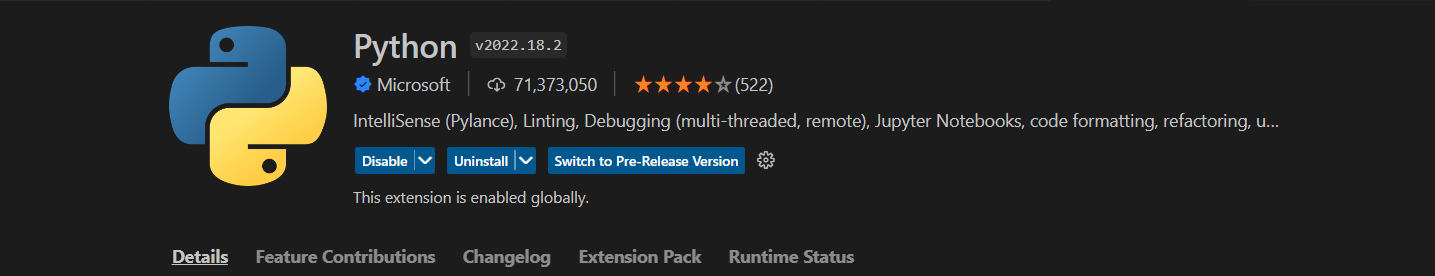 Python v2022.18.2
Microsoft 71,373,050 (522)
IntelliSense (Pylance), Linting, Debugging (multi-threaded, remote), Jupyter Notebooks, code formatting, refactoring, u...
Disable Uninstall Switch to Pre-Release Version
This extension is enabled globally.
Details Feature Contributions Changelog Extension Pack Runtime Status